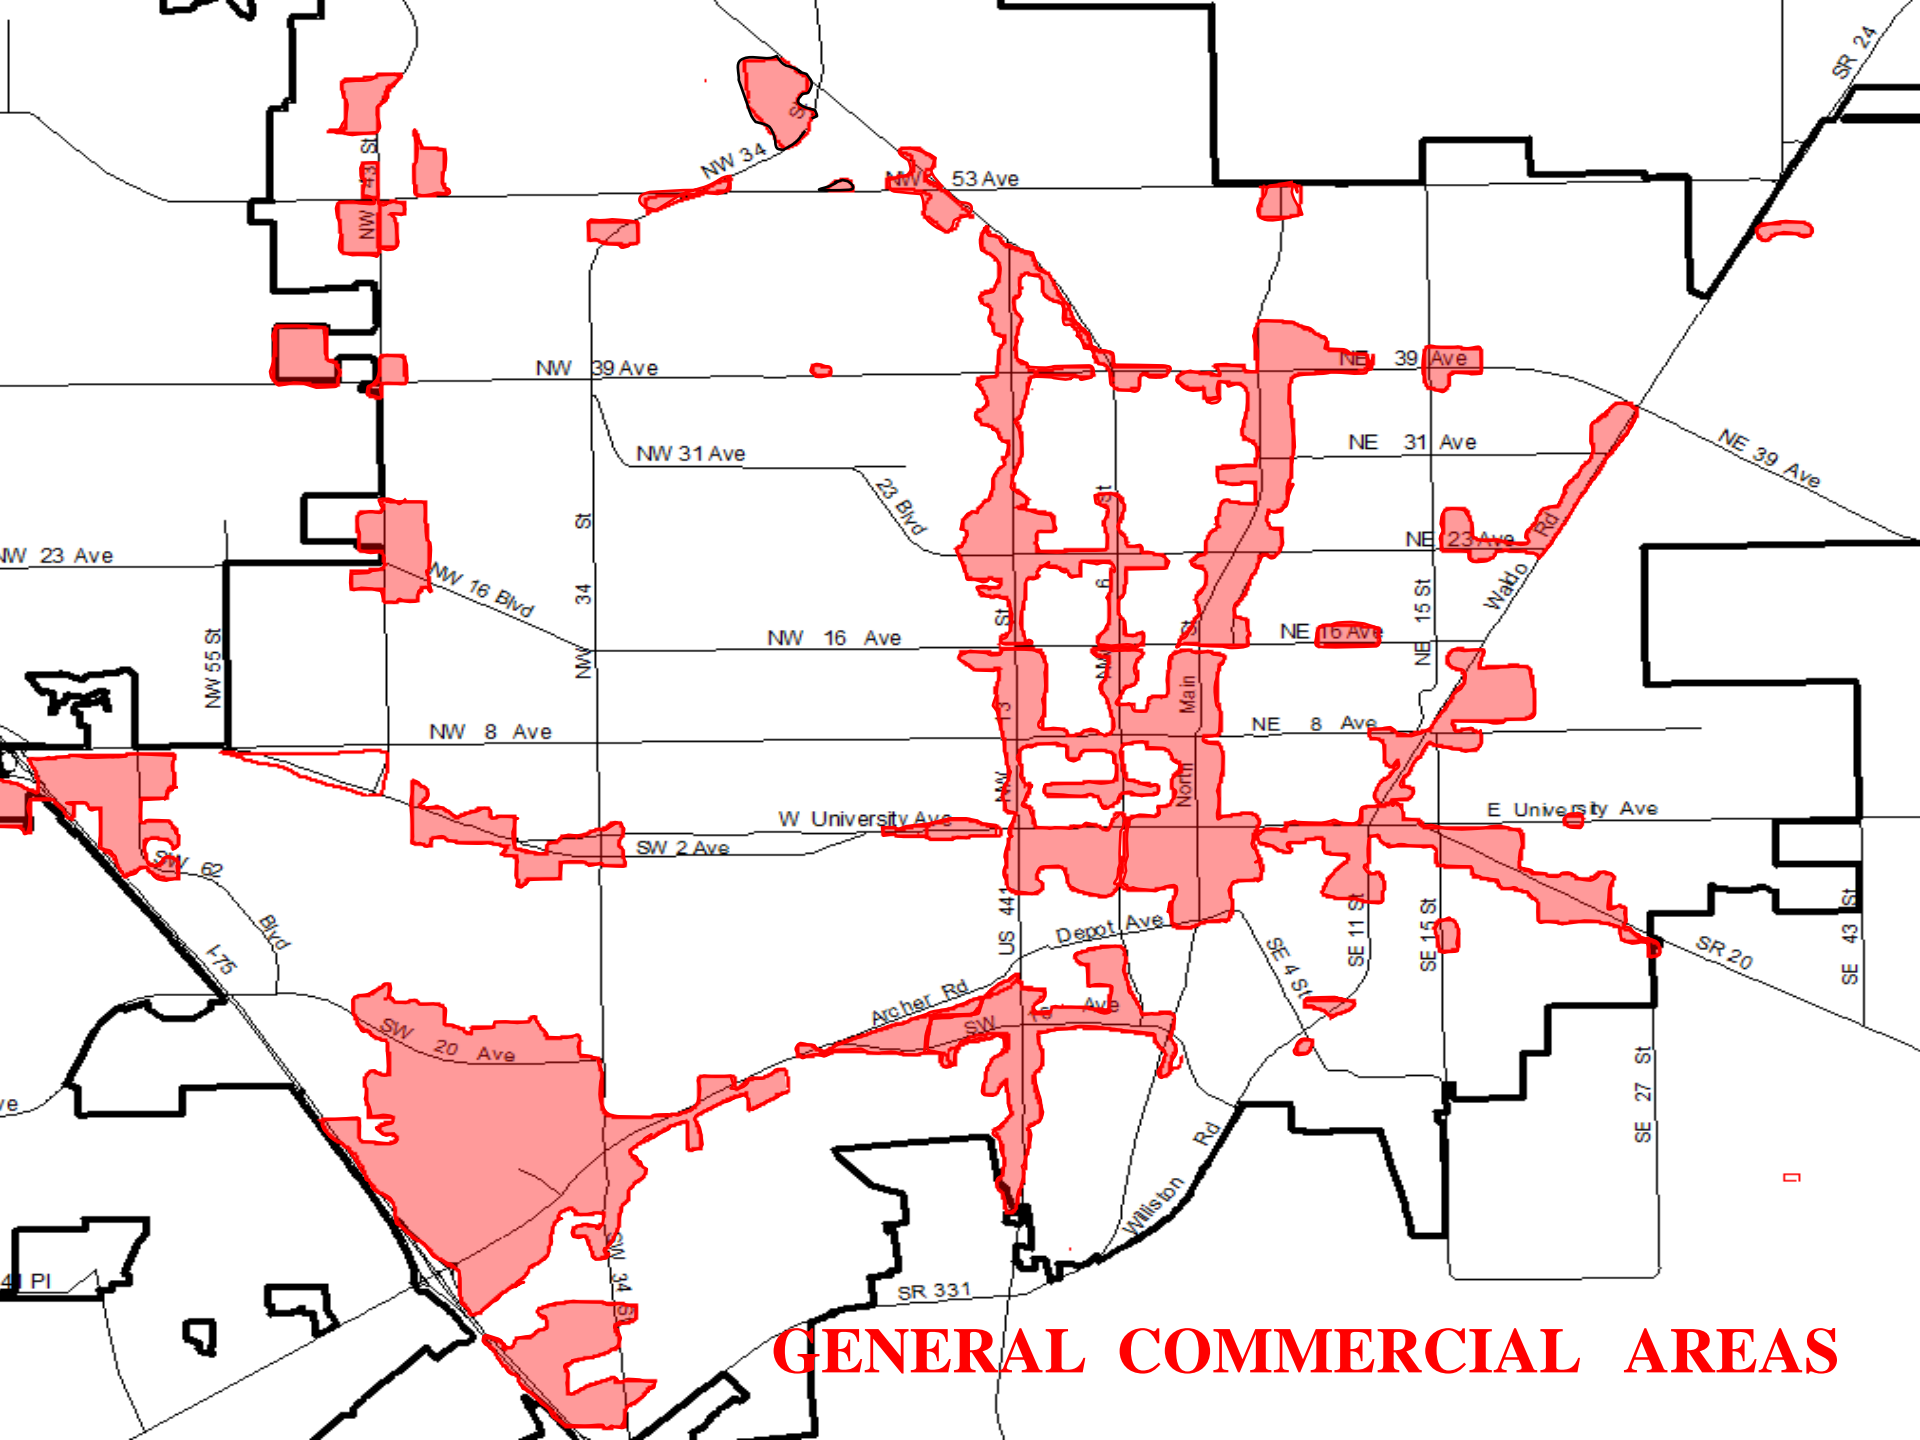 SR 24
St
NW 34
NW 43 St
NW 53 Ave
NW 39 Ave
NE 39 Ave
NW 31 Ave
NE 31 Ave
NE 39 Ave
23 Blvd
St
St
NW 23 Ave
NE 23 Ave
Rd
Waldo
NW 16 Blvd
34
6
15 St
St
St
NW 16 Ave
NE 16 Ave
NW 55 St
NW
NW
NE
Main
13
NW 8 Ave
NE 8 Ave
NW
North
W University Ave
E University Ave
SW 2 Ave
SW 62
Blvd
I-75
US 441
Depot Ave
SE 4 St
SE 11 St
SE 15 St
SE 43 St
SR 20
Archer Rd
SW Ave
SW 20 Ave
SE 27 St
Rd
Williston
41 Pl
SW 34 St
SR 331
GENERAL COMMERCIAL AREAS